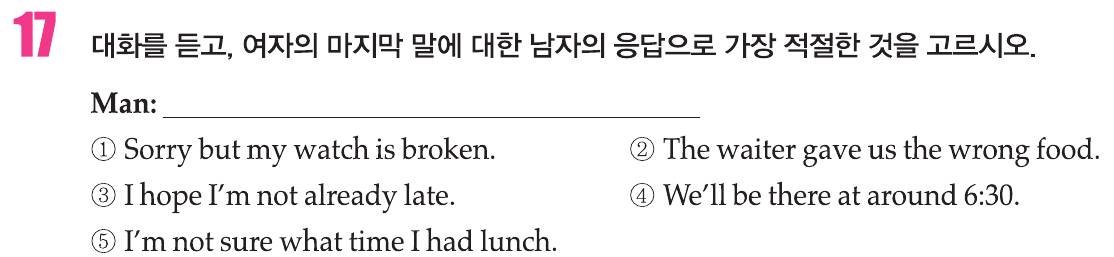 17 대화를 듣고, 여자의 마지막 말에 대한 남자의 응답으로 가장 적절한 것을 고르시오.
Man: ______________________________
① Sorry but my watch is broken. ② The waiter gave us the wrong food.
③ I hope I’m not already late. ④ We’ll be there at around 6:30.
⑤ I’m not sure what time I had lunch.